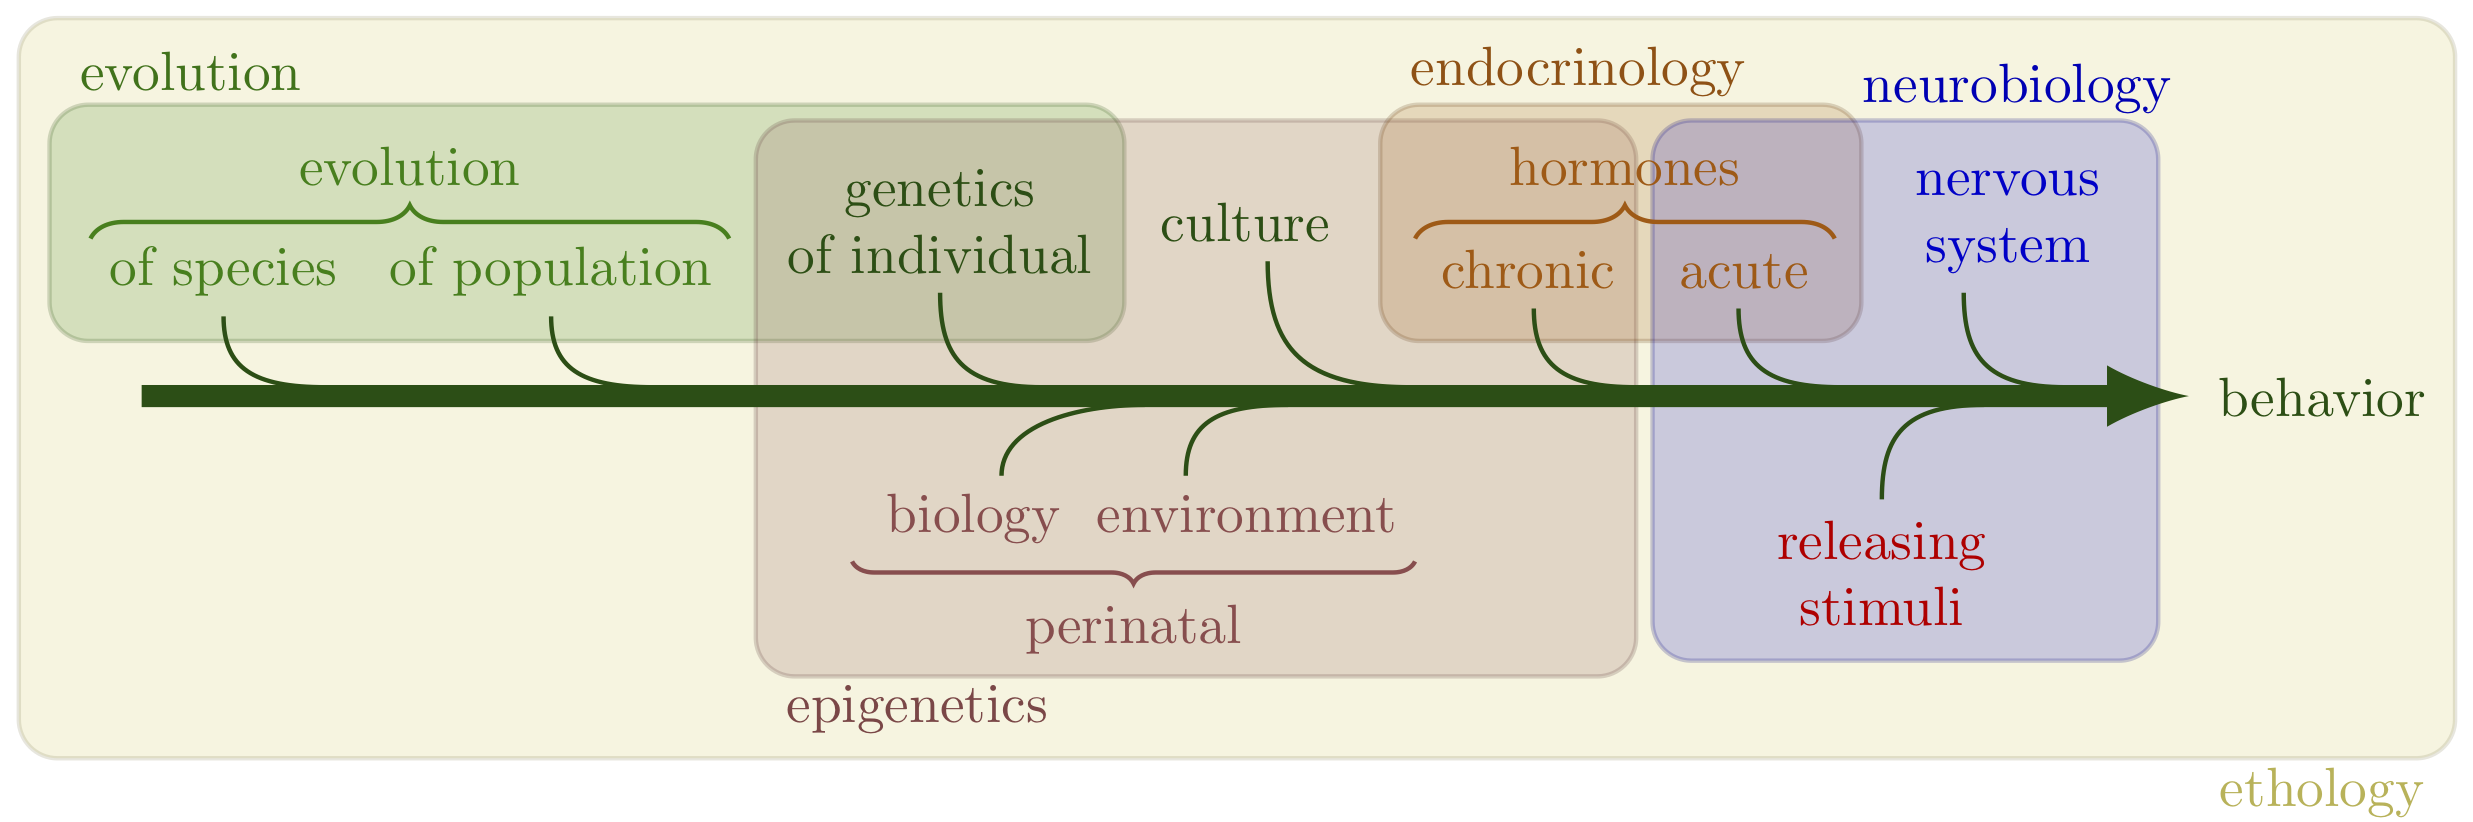 evolution
endocrinology
neurobiology
evolution
of species
of population
genetics
of individual
culture
hormones
chronic
acute
nervous
system
behavior
biology
environment
perinatal
releasing
stimuli
epigenetics
ethology